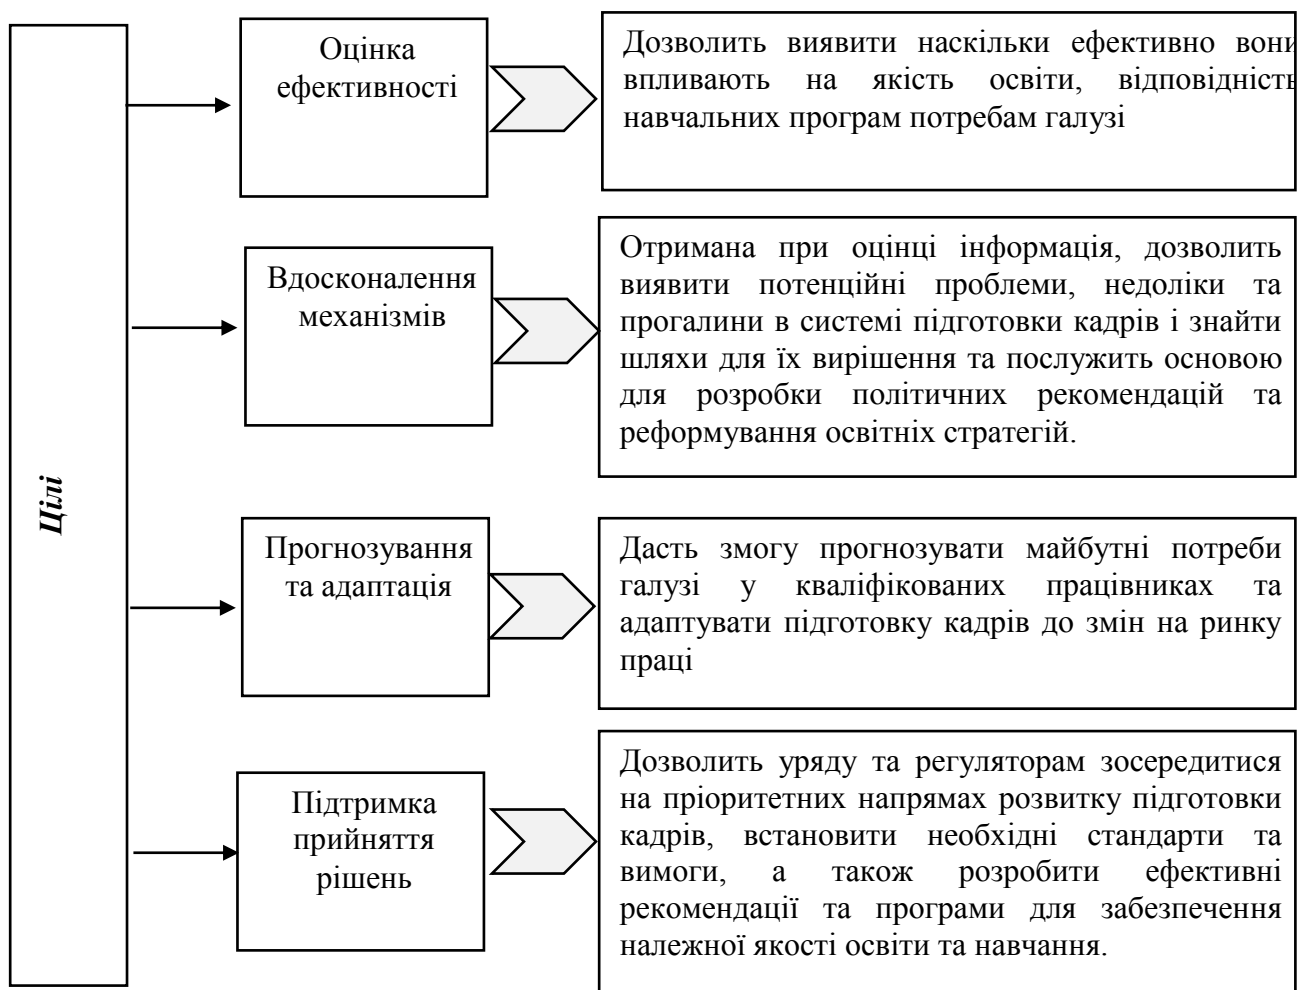 Цілі
Оцінка
ефективності
Дозволить виявити наскільки ефективно вони
впливають на якість освіти, відповідність
навчальних програм потребам галузі
Вдосконалення
механізмів
Отримана при оцінці інформація, дозволить
виявити потенційні проблеми, недоліки та
прогалини в системі підготовки кадрів і знайти
шляхи для їх вирішення та послужить основою
для розробки політичних рекомендацій та
реформування освітніх стратегій.
Прогнозування
та адаптація
Дасть змогу прогнозувати майбутні потреби
галузі у кваліфікованих працівниках та
адаптувати підготовку кадрів до змін на ринку
праці
Підтримка
прийняття
рішень
Дозволить уряду та регуляторам зосередитися
на пріоритетних напрямах розвитку підготовки
кадрів, встановити необхідні стандарти та
вимоги, а також розробити ефективні
рекомендації та програми для забезпечення
належної якості освіти та навчання.